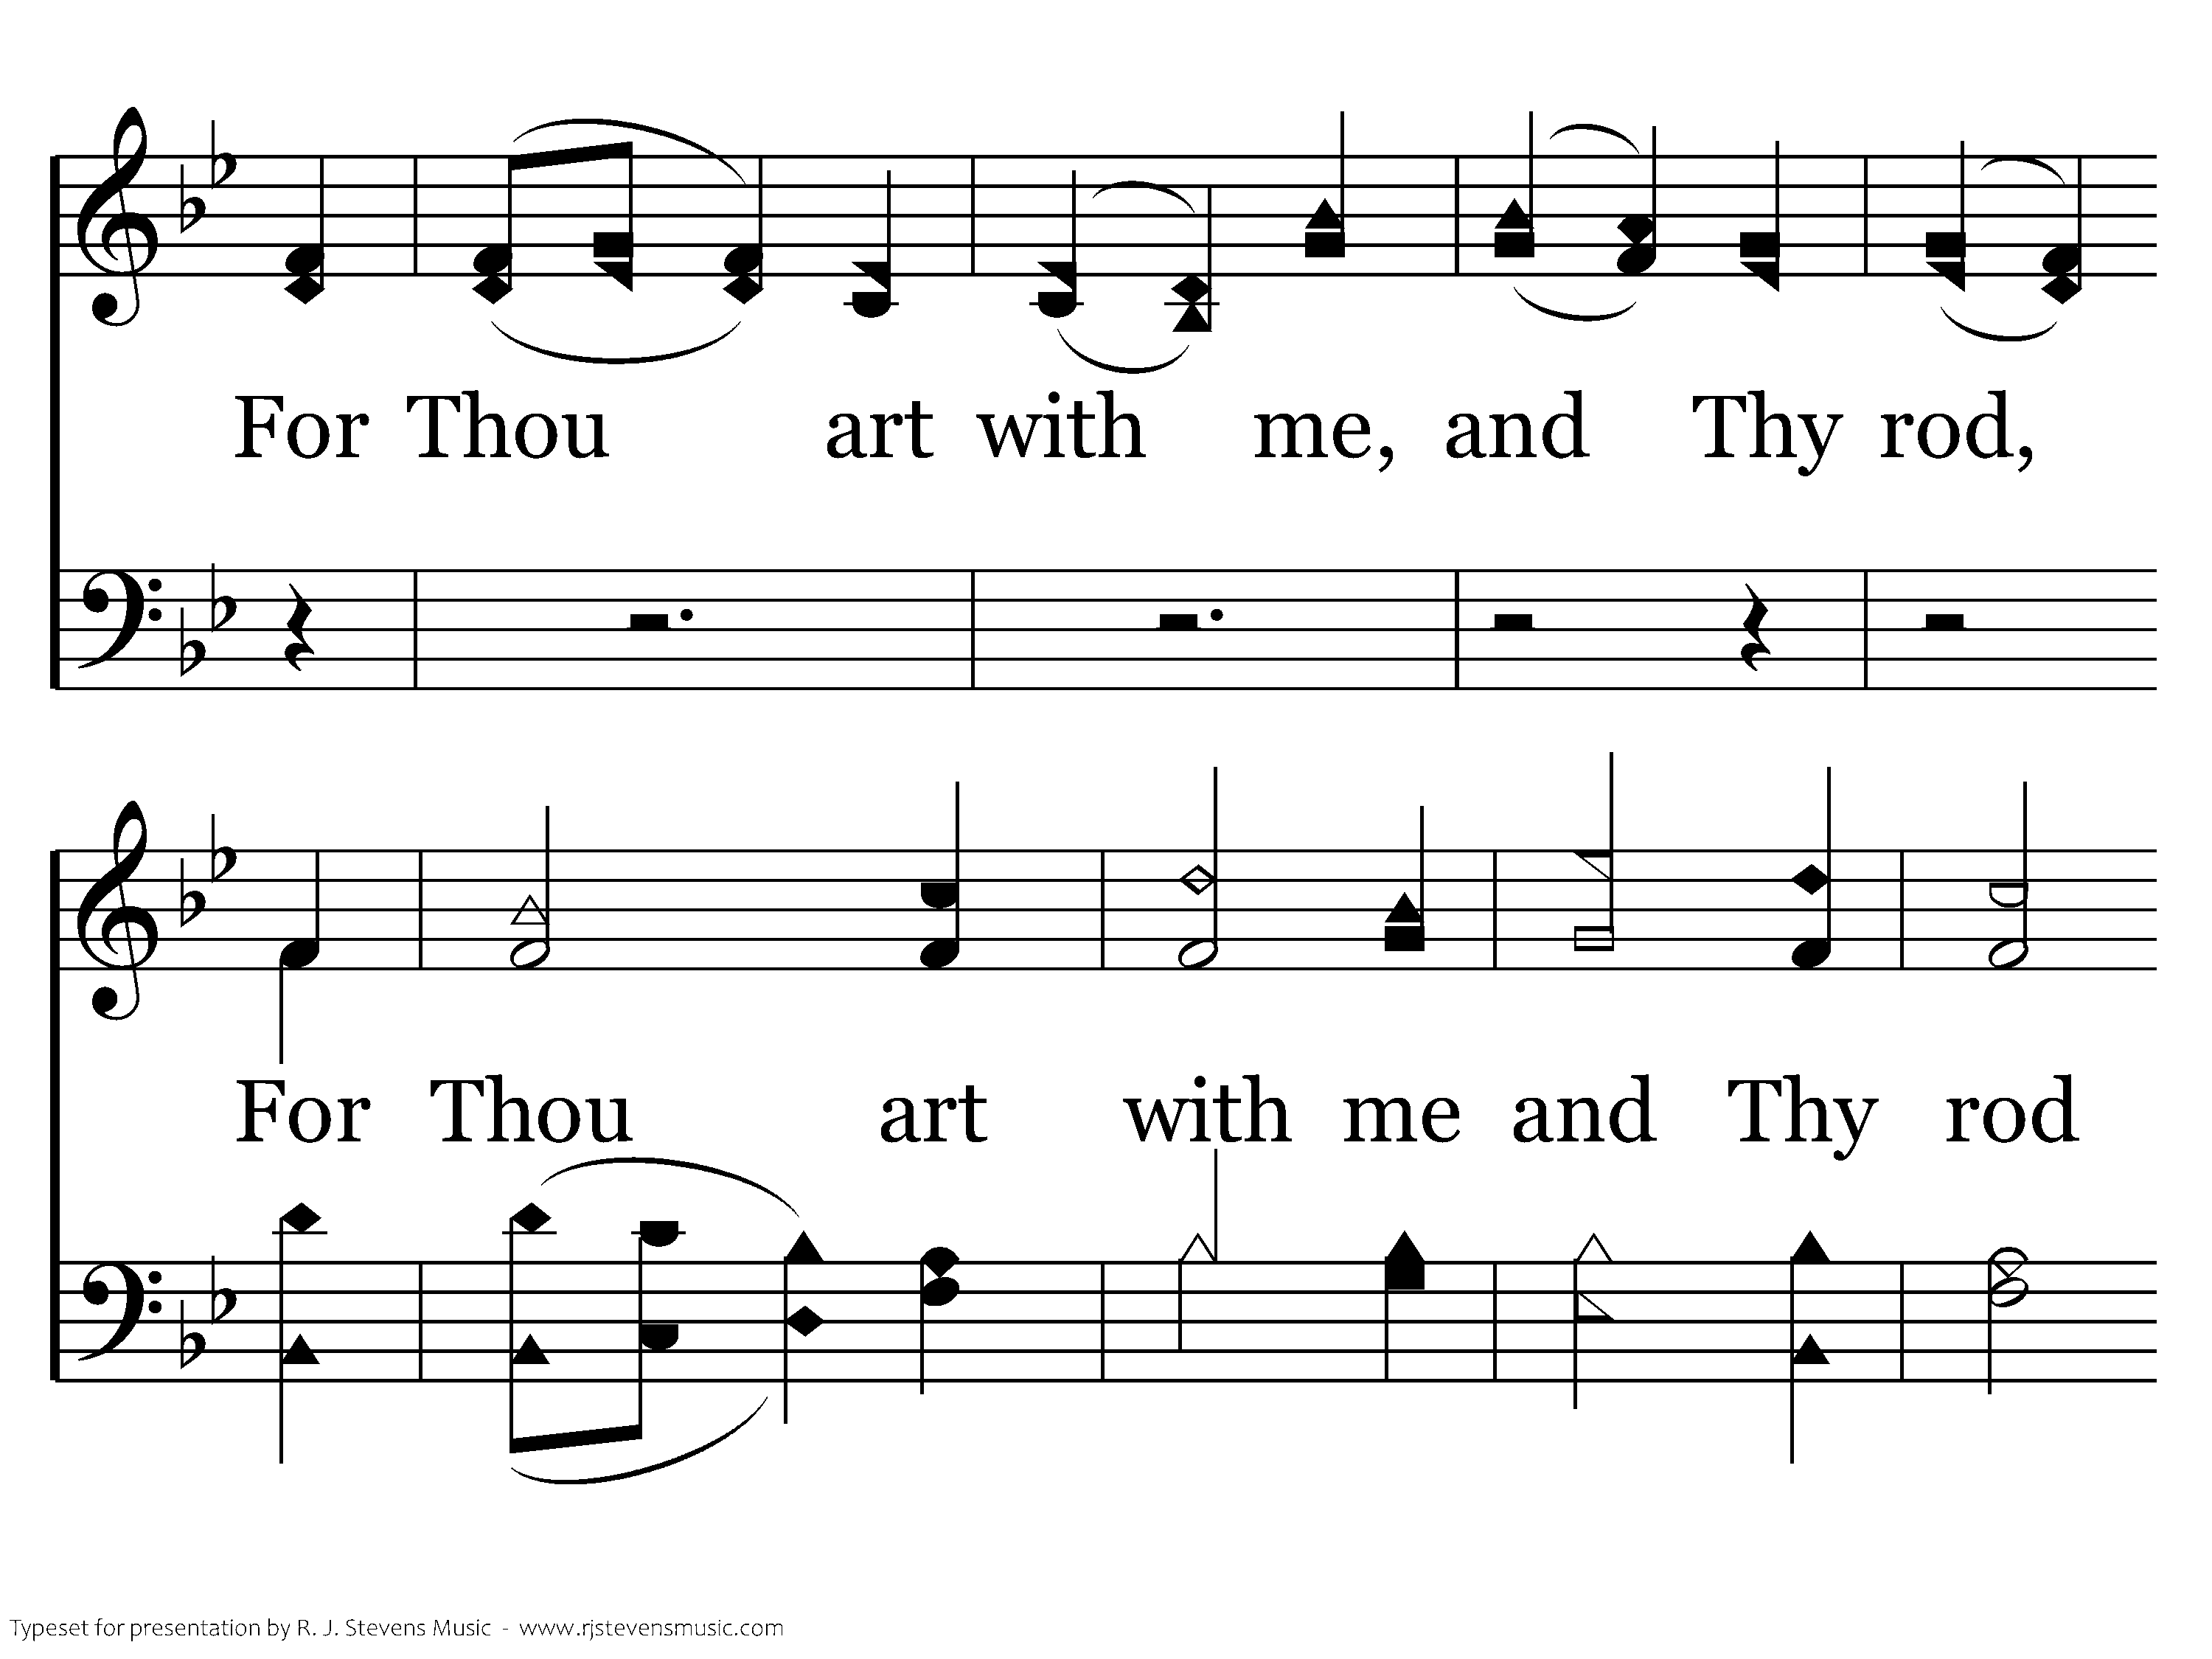 For Thou art with me, and Thy rod,
For Thou art with me and Thy rod
Typeset for presentation by R. J. Stevens Music - www.rjstevensmusic.com